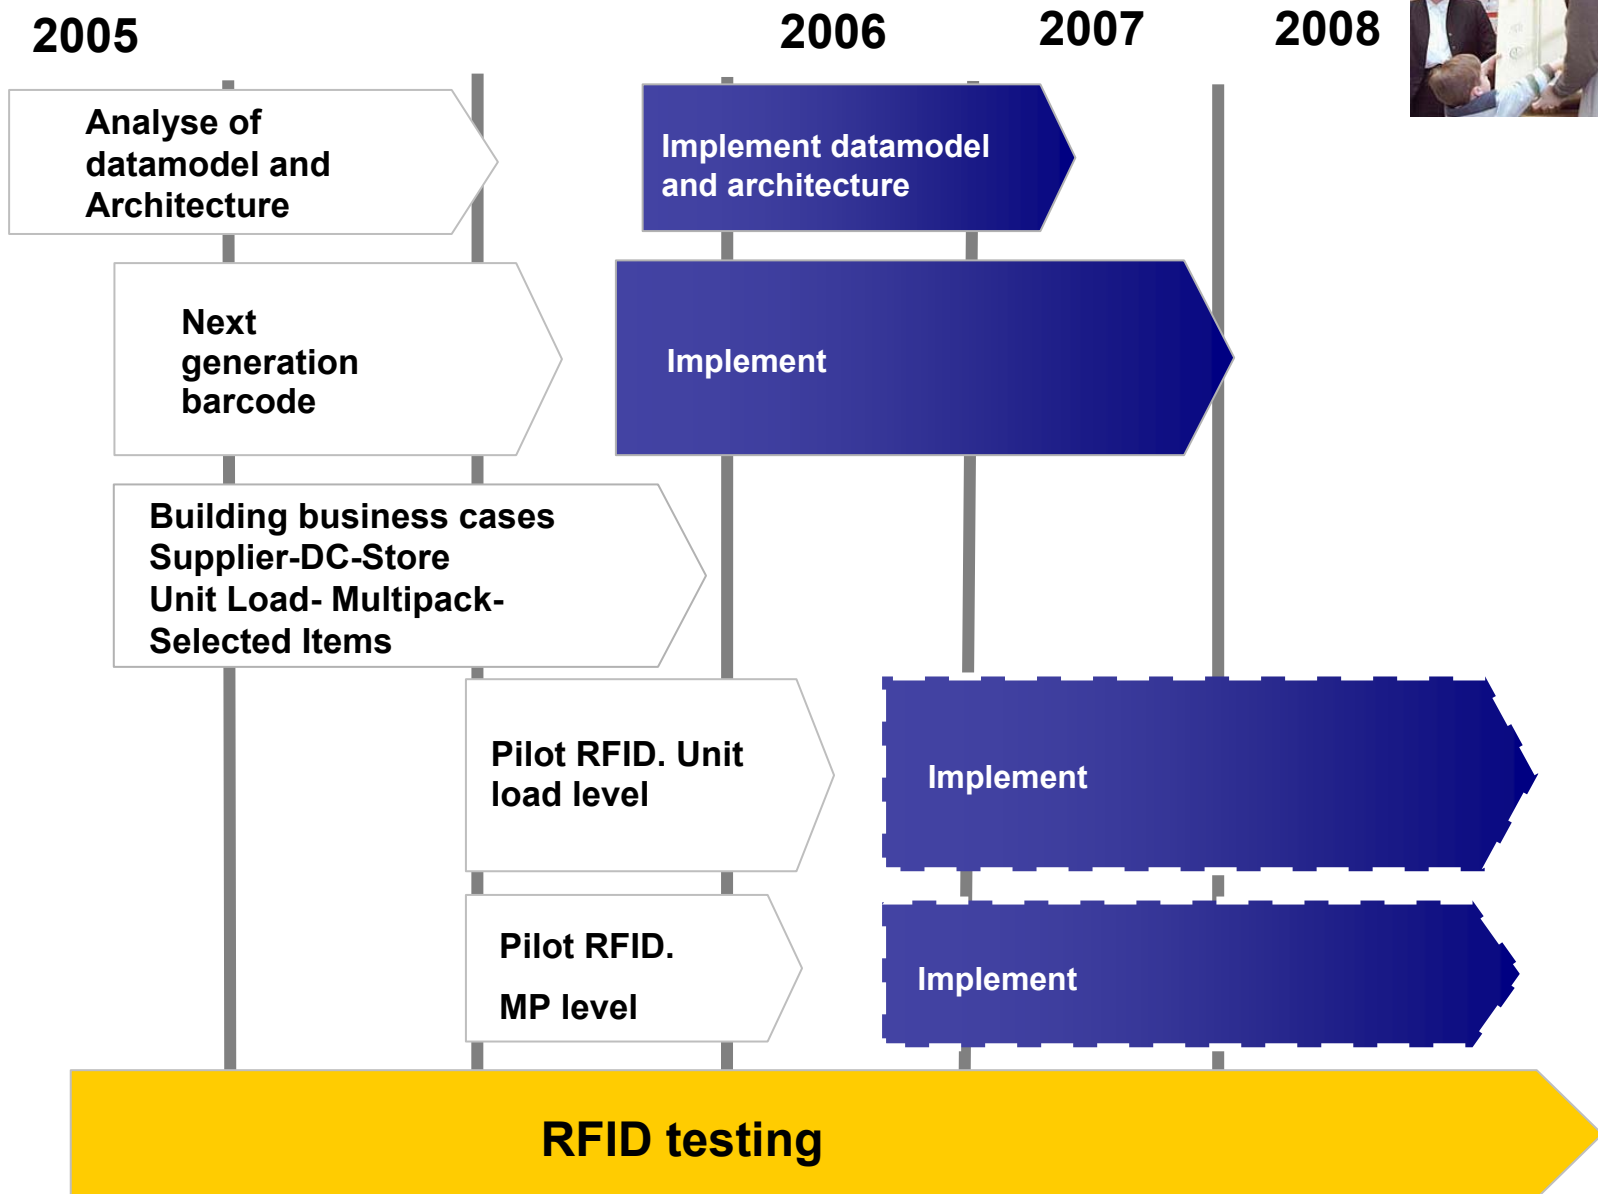 2005 2006 2007 2008
Analyse of
datamodel and
Architecture
Implement datamodel
and architecture
Next
generation
barcode
Implement
Building business cases
Supplier-DC-Store
Unit Load- Multipack-
Selected Items
Pilot RFID. Unit
load level
Implement
Pilot RFID.
MP level
Implement
RFID testing